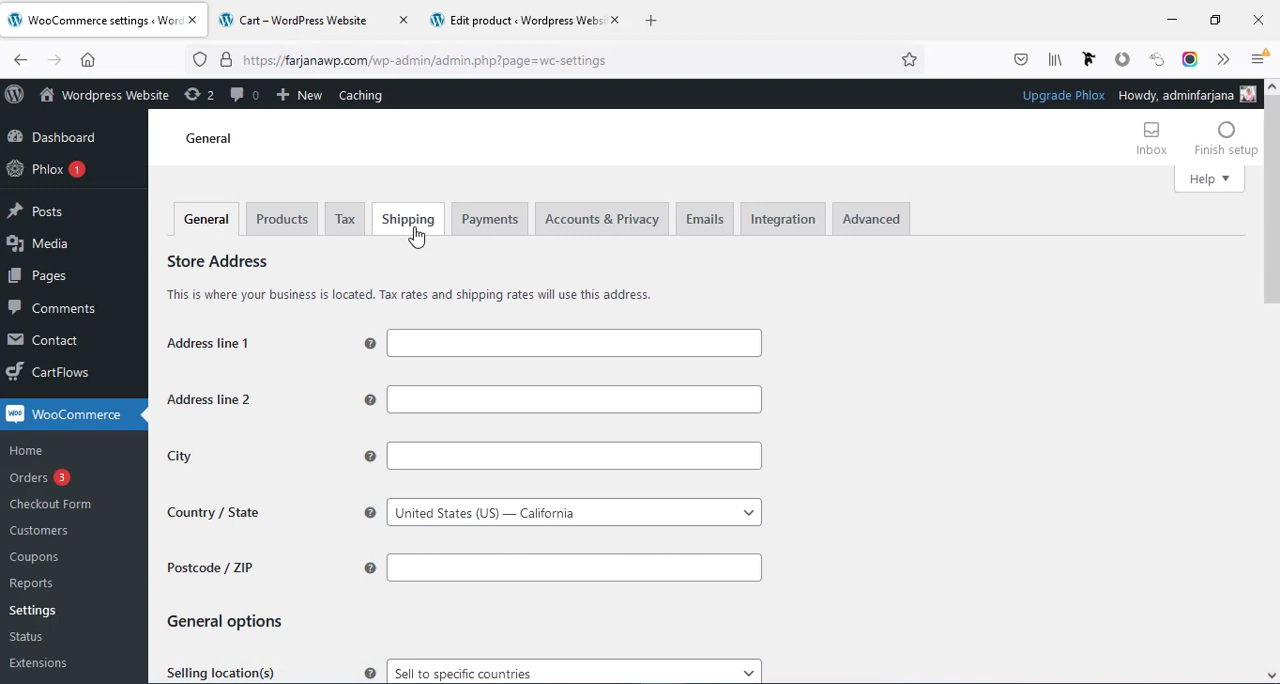 WooCommerce settings ‹ Word
Cart – WordPress Website
Edit product ‹ Wordpress Websi
https://farjanawp.com/wp-admin/admin.php?page=wc-settings
Wordpress Website 2 0 New Caching Upgrade Phlox Howdy, adminfarjana
Dashboard
Phlox 1
Posts
Media
Pages
Comments
Contact
CartFlows
WooCommerce
Home
Orders 3
Checkout Form
Customers
Coupons
Reports
Settings
Status
Extensions
General
Inbox
Finish setup
Help
General Products Tax Shipping Payments Accounts & Privacy Emails Integration Advanced
Store Address
This is where your business is located. Tax rates and shipping rates will use this address.
Address line 1
Address line 2
City
Country / State United States (US) — California
Postcode / ZIP
General options
Selling location(s) Sell to specific countries